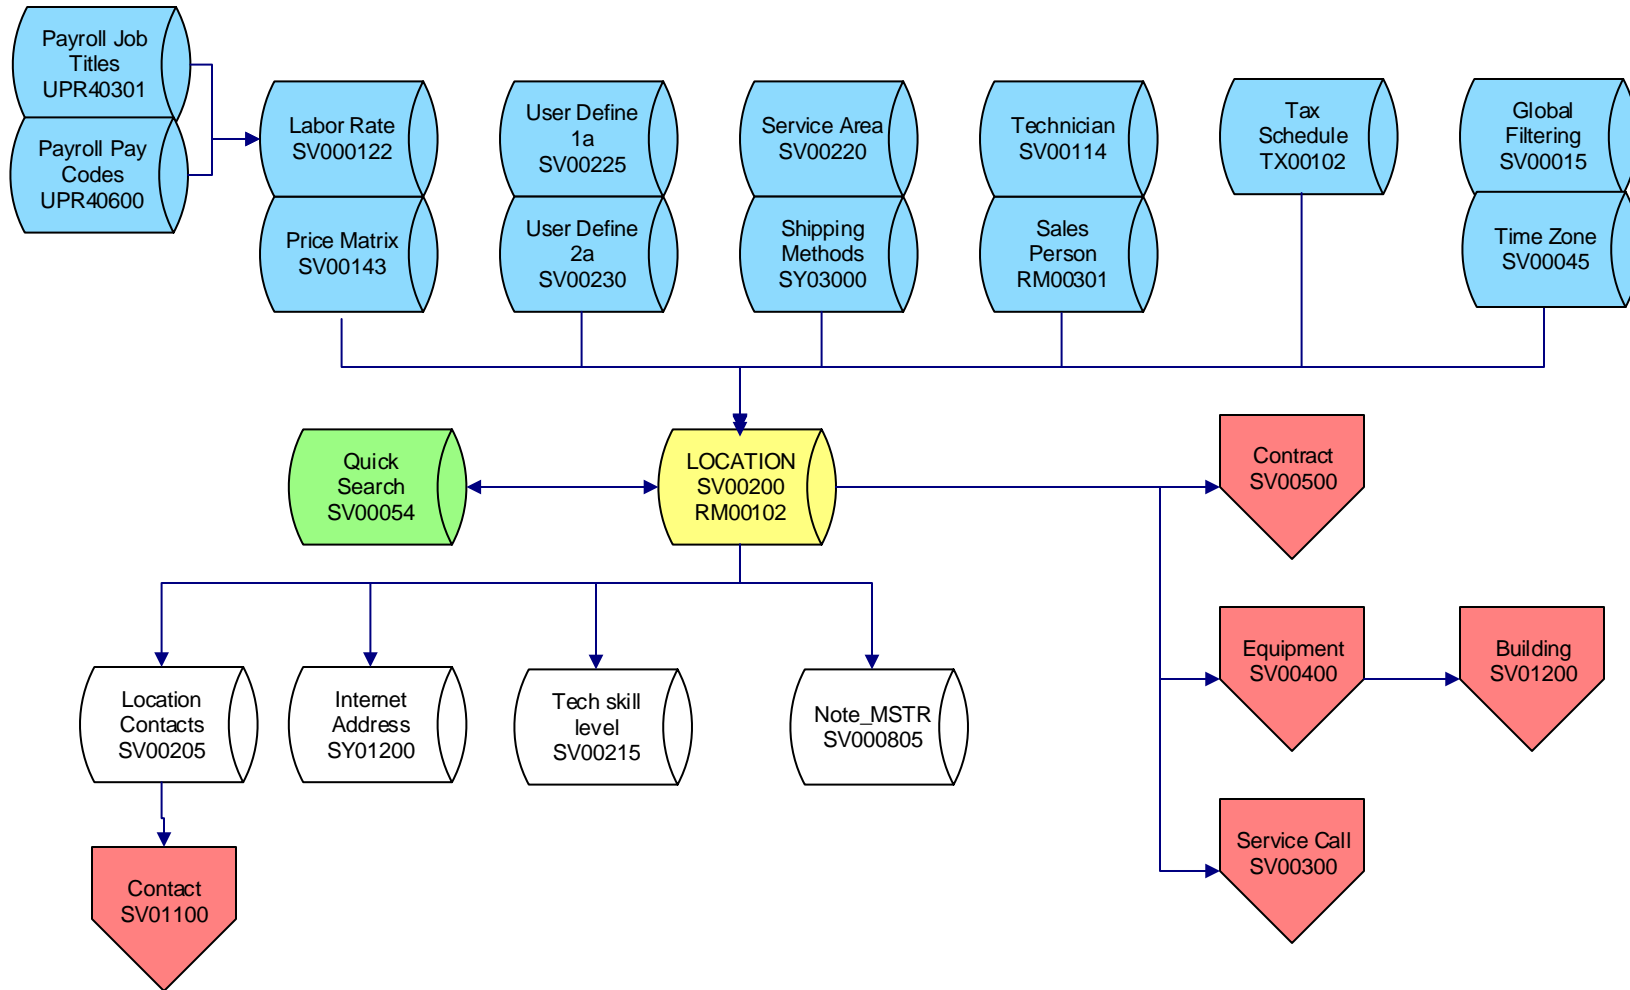 Payroll Job
Titles
UPR40301
Payroll Pay
Codes
UPR40600
Labor Rate
SV000122
Price Matrix
SV00143
User Define
1a
SV00225
User Define
2a
SV00230
Service Area
SV00220
Shipping
Methods
SY03000
Technician
SV00114
Sales
Person
RM00301
Tax
Schedule
TX00102
Global
Filtering
SV00015
Time Zone
SV00045
Quick
Search
SV00054
LOCATION
SV00200
RM00102
Contract
SV00500
Equipment
SV00400
Building
SV01200
Location
Contacts
SV00205
Internet
Address
SY01200
Tech skill
level
SV00215
Note_MSTR
SV000805
Service Call
SV00300
Contact
SV01100